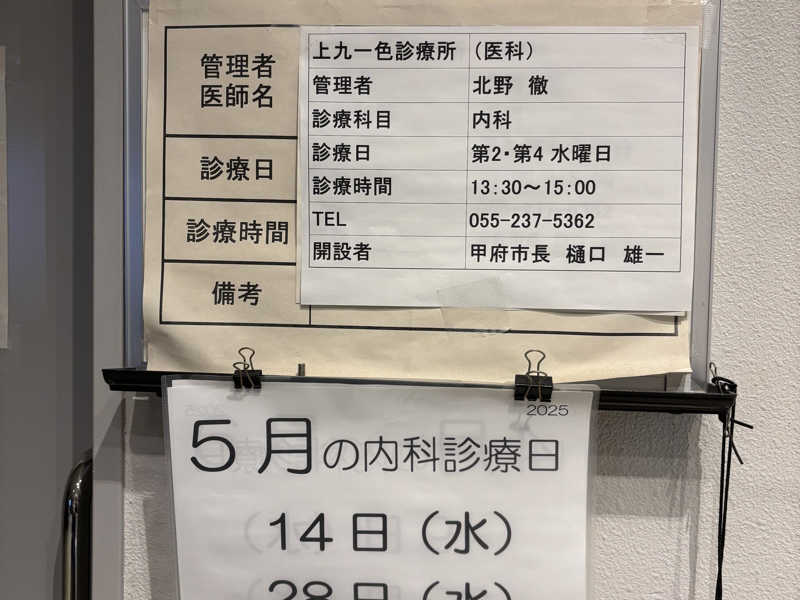 管理者
医師名
診療日
診療時間
備考
上九一色診療所 （医科）
管理者 北野 徹
診療科目 内科
診療日 第2・第4 水曜日
診療時間 13：30～15：00
TEL 055-237-5362
開設者 甲府市長 樋口 雄一
2025
5月の内科診療日
14日（水）
28日（水）